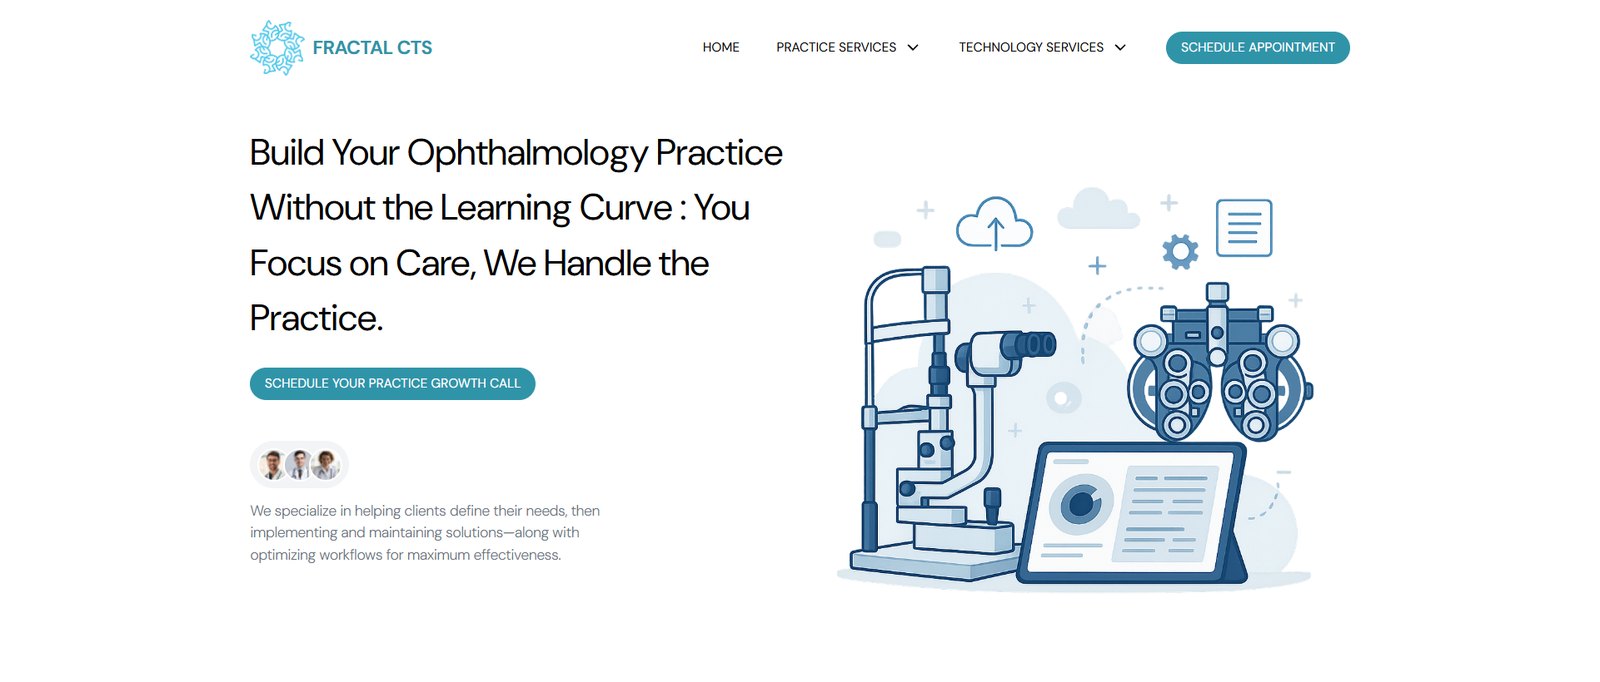 FRACTAL CTS
HOME
PRACTICE SERVICES
TECHNOLOGY SERVICES
SCHEDULE APPOINTMENT
Build Your Ophthalmology Practice
Without the Learning Curve : You
Focus on Care, We Handle the
Practice.
SCHEDULE YOUR PRACTICE GROWTH CALL
We specialize in helping clients define their needs, then
implementing and maintaining solutions—along with
optimizing workflows for maximum effectiveness.